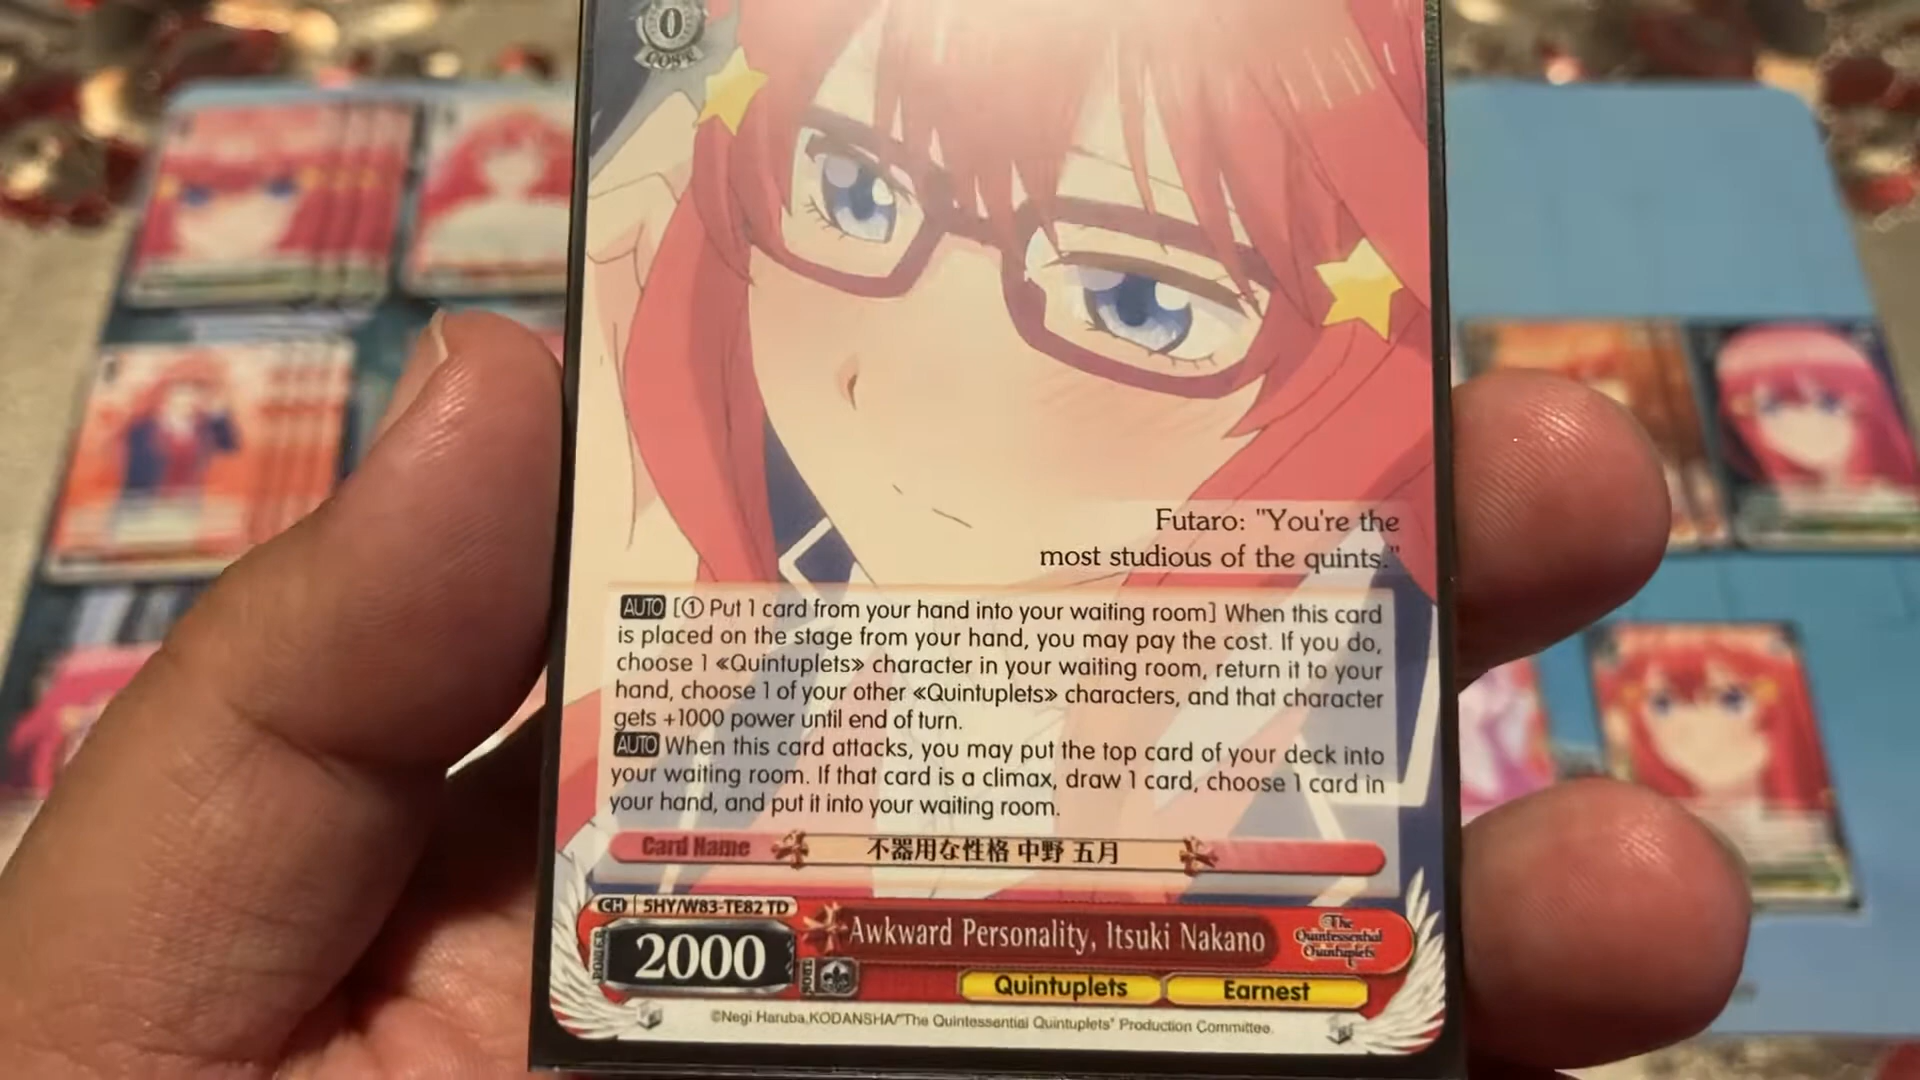 0
COST
Futaro: "You're the
most studious of the quints."
AUTO [① Put 1 card from your hand into your waiting room] When this card
is placed on the stage from your hand, you may pay the cost. If you do,
choose 1 «Quintuplets» character in your waiting room, return it to your
hand, choose 1 of your other «Quintuplets» characters, and that character
gets +1000 power until end of turn.
AUTO When this card attacks, you may put the top card of your deck into
your waiting room. If that card is a climax, draw 1 card, choose 1 card in
your hand, and put it into your waiting room.
Card Name 不器用な性格 中野 五月
CH 5HY/W83-TE82 TD
POWER 2000 Awkward Personality, Itsuki Nakano The Quintessential Quintuplets
SOUL Quintuplets Earnest
©Negi Haruba,KODANSHA/"The Quintessential Quintuplets" Production Committee.